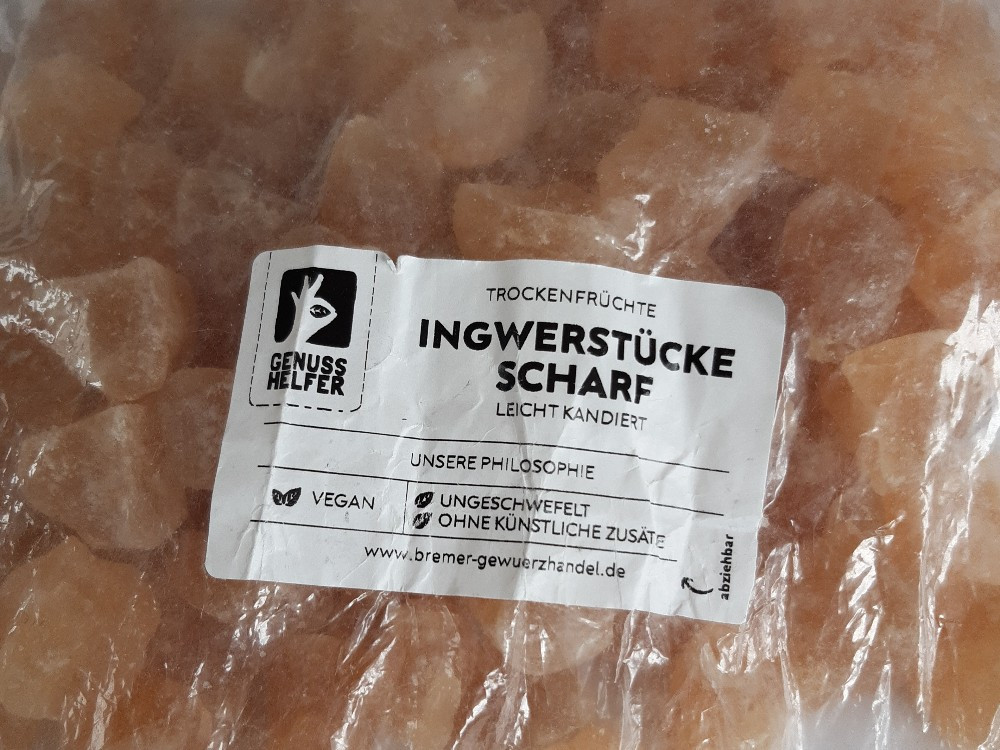 GENUSS
HELFER
TROCKENFRÜCHTE
INGWERSTÜCKE
SCHARF
LEICHT KANDIERT
UNSERE PHILOSOPHIE
VEGAN
UNGESCHWEFELT
OHNE KÜNSTLICHE ZUSÄTE
www.bremer-gewuerzhandel.de
abziehbar